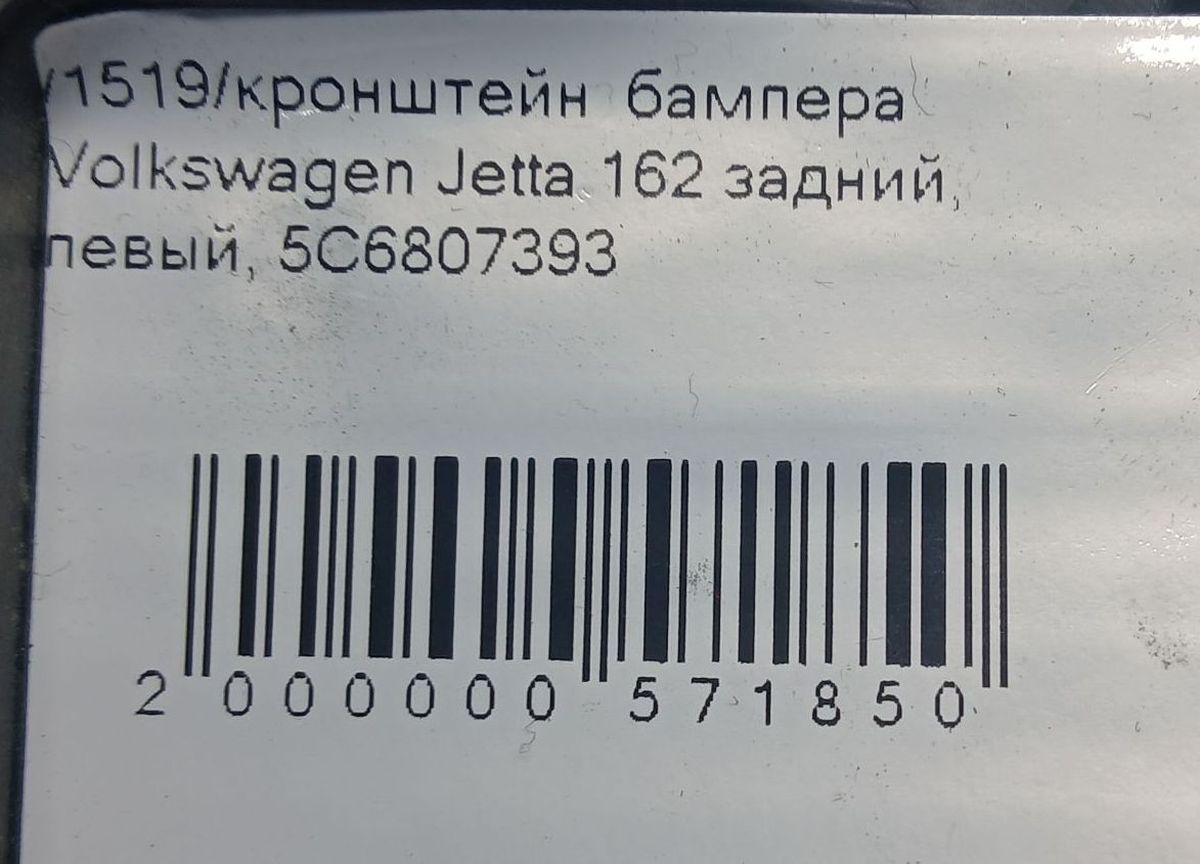 /1519/кронштейн бампера
Volkswagen Jetta 162 задний,
левый, 5C6807393
2 000000 571850